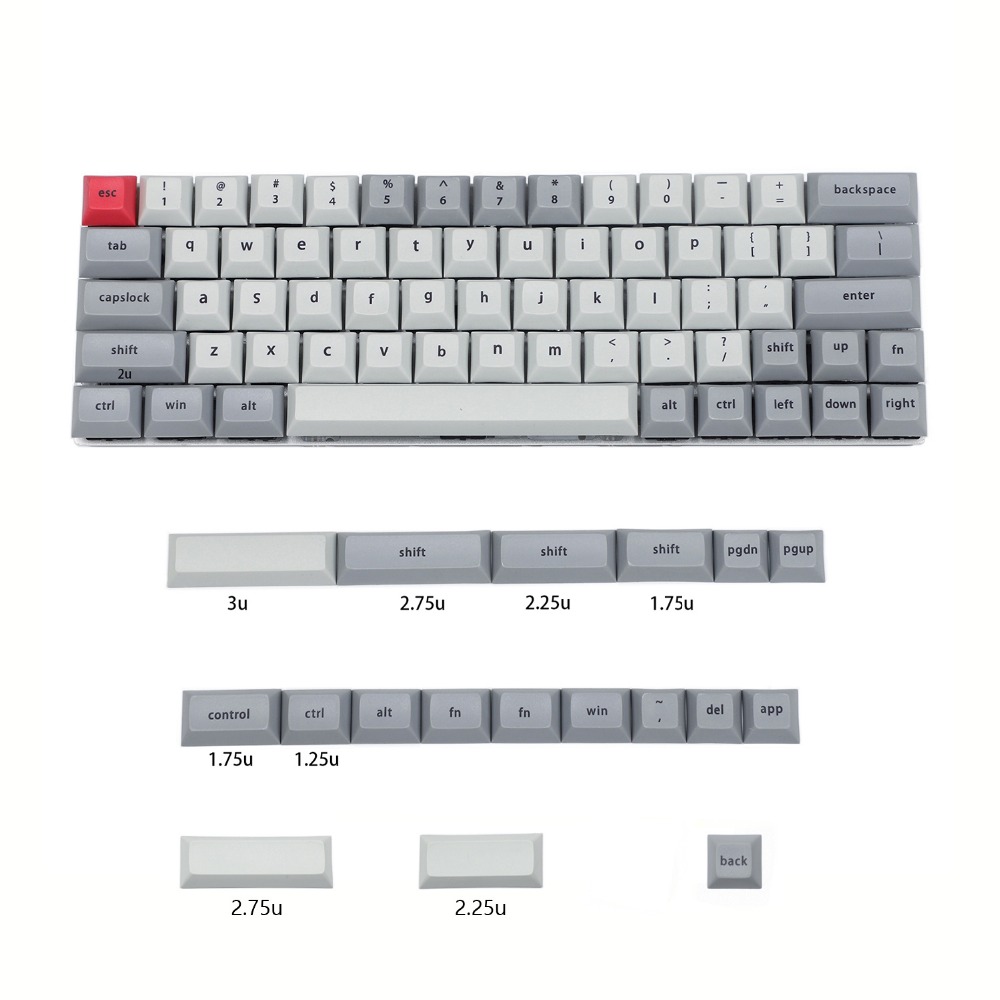 esc ! @ # $ % ^ & * ( ) — + backspace
1 2 3 4 5 6 7 8 9 0 - =
tab q w e r t y u i o p { } \
[ ] |
capslock a s d f g h j k l : ' enter
; "
shift z x c v b n m < > ? shift up fn
, . /
2u
ctrl win alt alt ctrl left down right
shift shift shift pgdn pgup
3u 2.75u 2.25u 1.75u
control ctrl alt fn fn win ~ del app
,
1.75u 1.25u
back
2.75u 2.25u